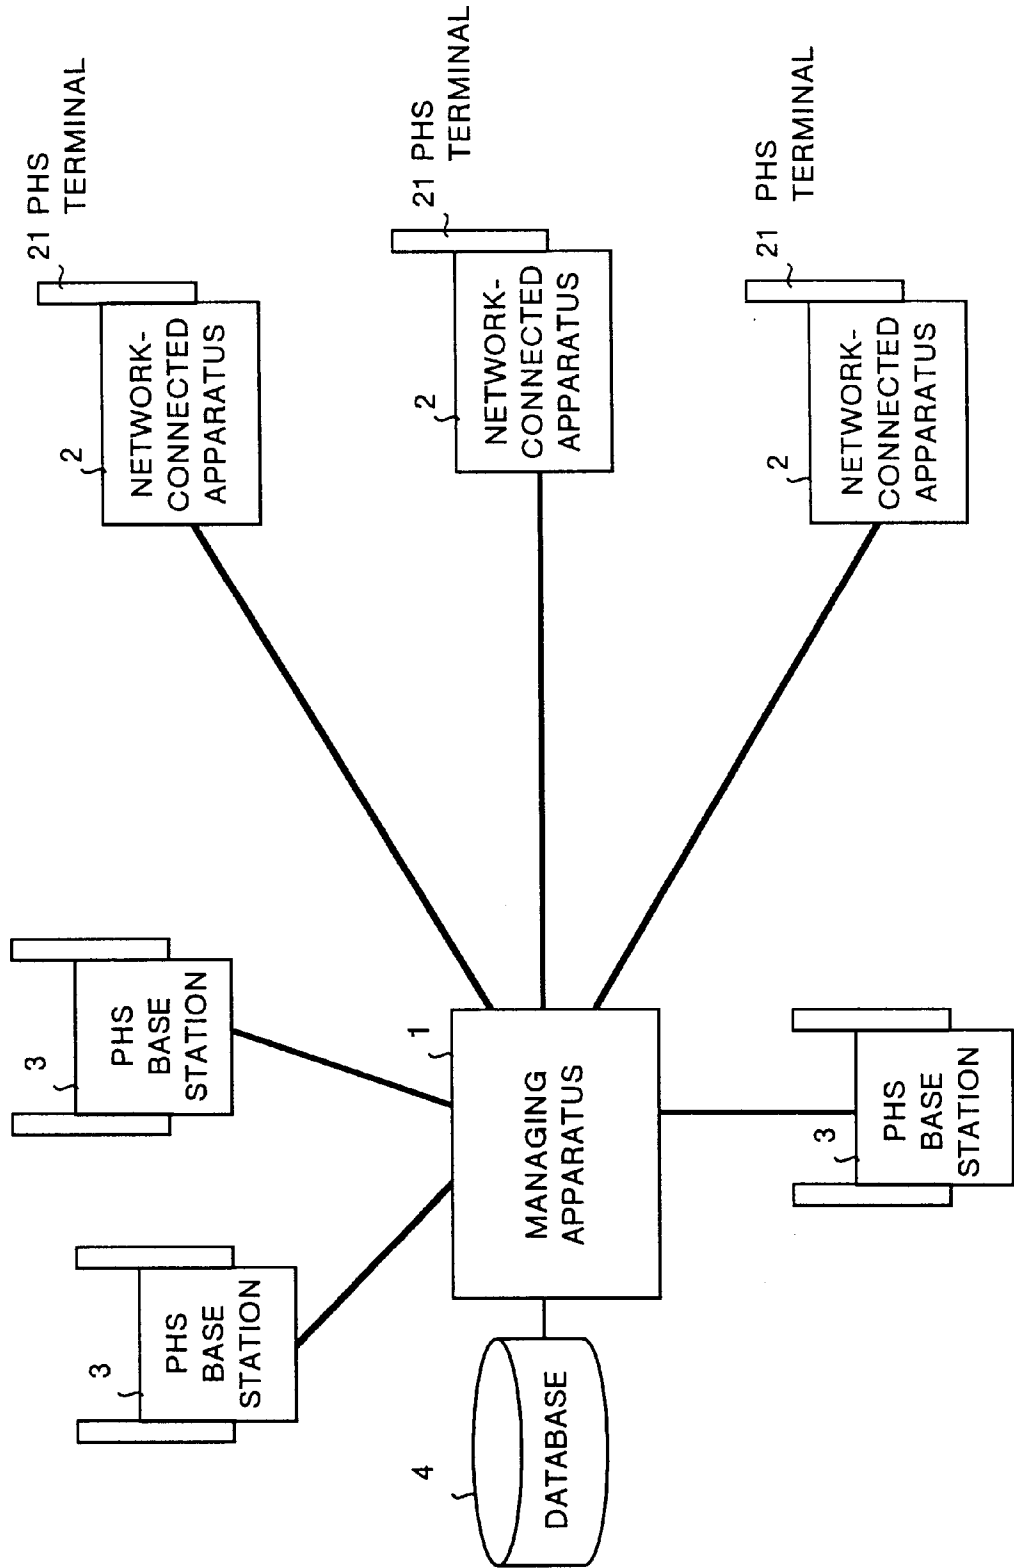 3
PHS
BASE
STATION
3
PHS
BASE
STATION
2
NETWORK-
CONNECTED
APPARATUS
21 PHS
TERMINAL
4
DATABASE
1
MANAGING
APPARATUS
2
NETWORK-
CONNECTED
APPARATUS
21 PHS
TERMINAL
3
PHS
BASE
STATION
2
NETWORK-
CONNECTED
APPARATUS
21 PHS
TERMINAL